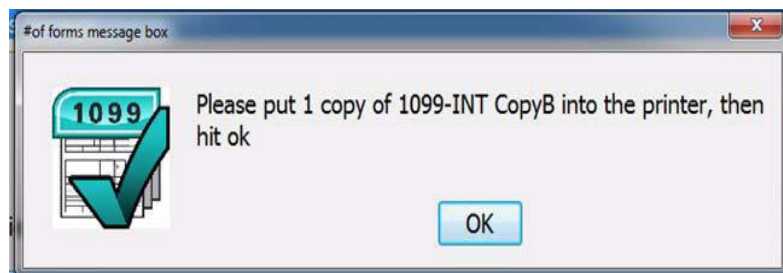 #of forms message box
1099
Please put 1 copy of 1099-INT CopyB into the printer, then
hit ok
OK